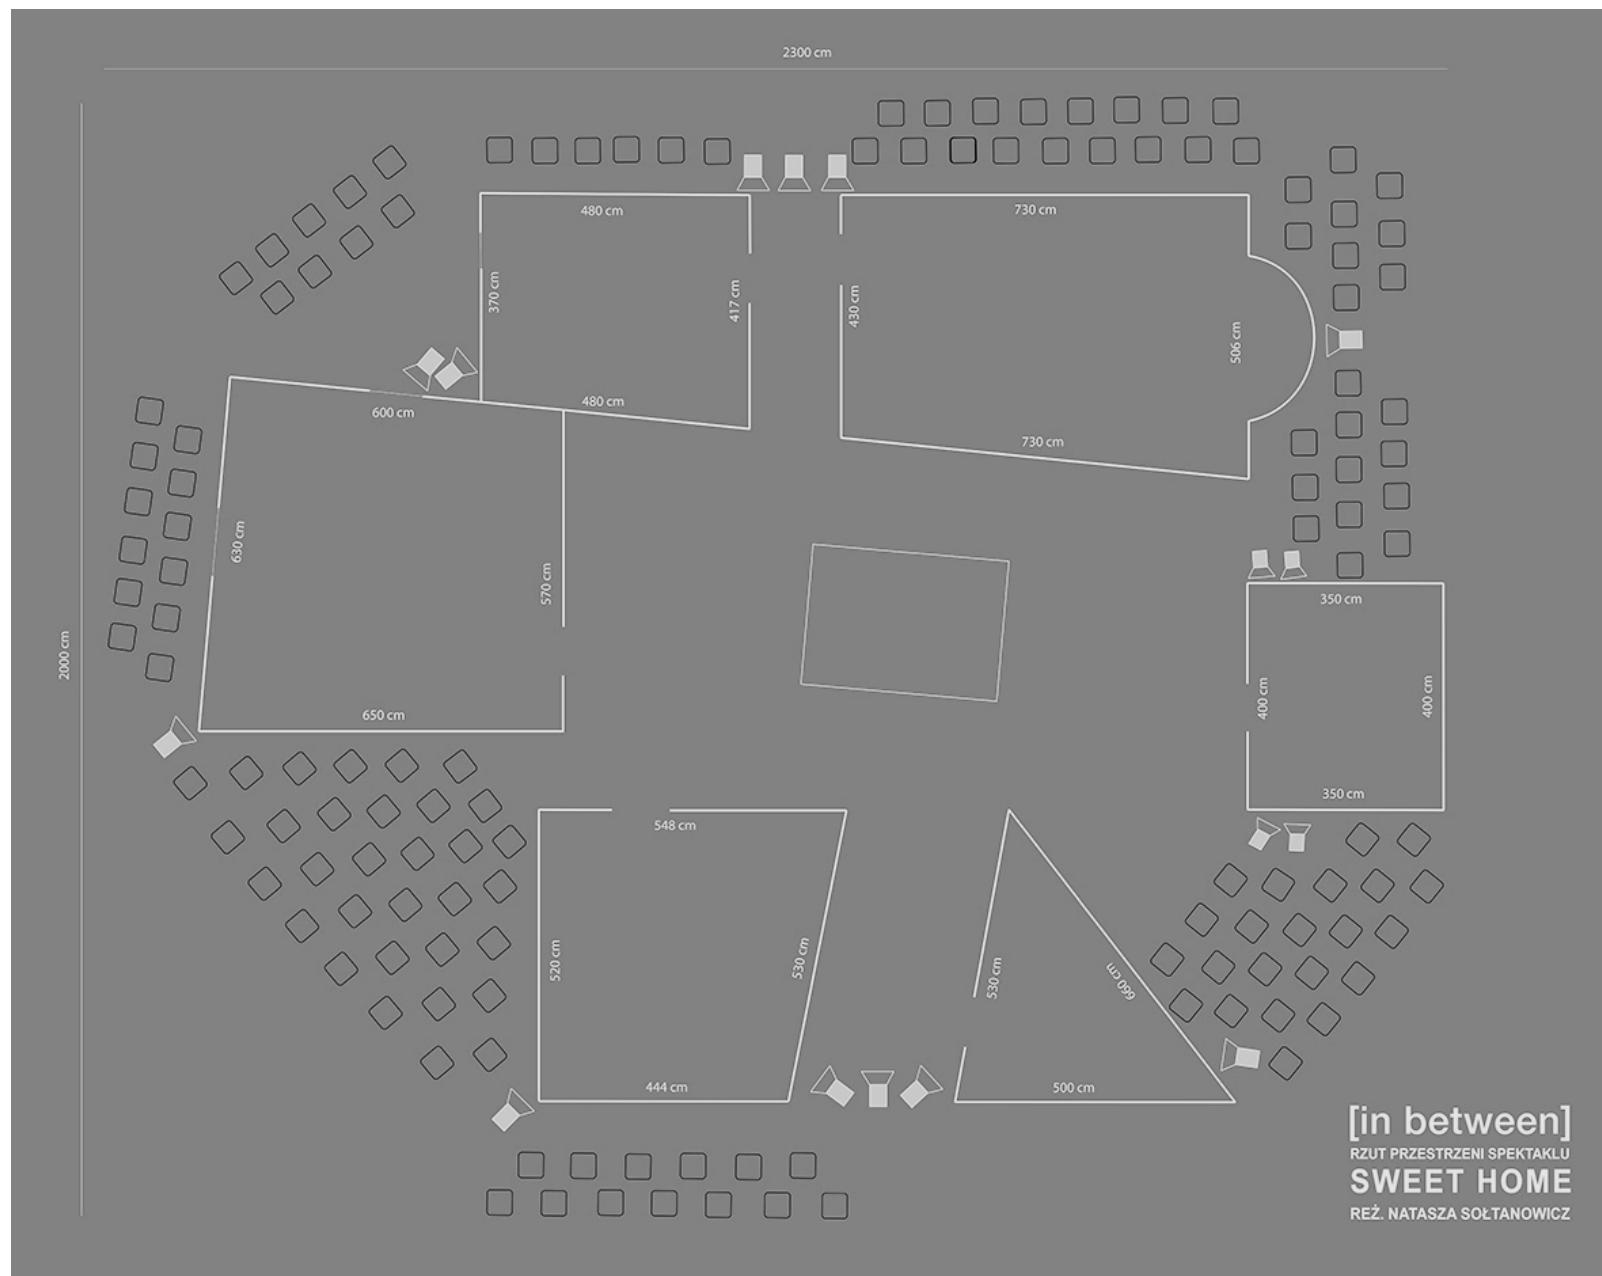 2300 cm
2000 cm
480 cm
370 cm
417 cm
480 cm
730 cm
430 cm
506 cm
730 cm
600 cm
630 cm
570 cm
650 cm
350 cm
400 cm
400 cm
350 cm
548 cm
520 cm
530 cm
444 cm
530 cm
660 cm
500 cm
[in between]
RZUT PRZESTRZENI SPEKTAKLU
SWEET HOME
REŻ. NATASZA SOŁTANOWICZ